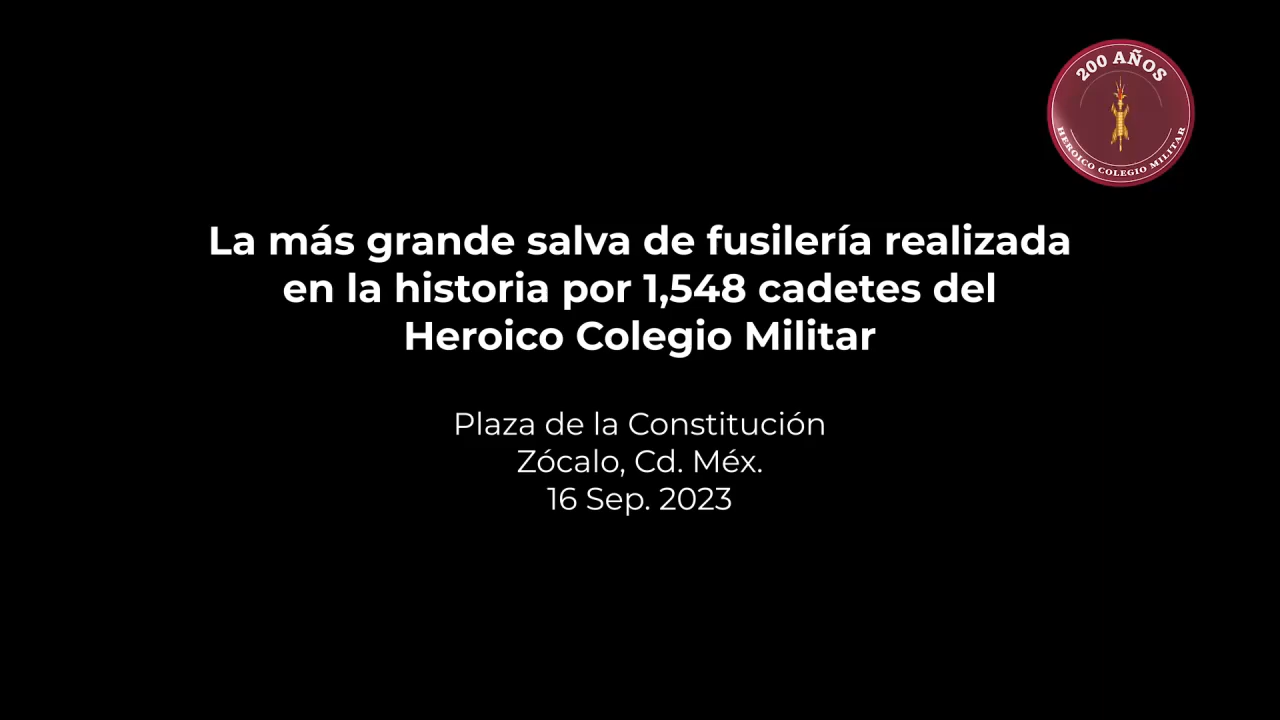 200 AÑOS
HEROICO COLEGIO MILITAR
La más grande salva de fusilería realizada
en la historia por 1,548 cadetes del
Heroico Colegio Militar
Plaza de la Constitución
Zócalo, Cd. Méx.
16 Sep. 2023